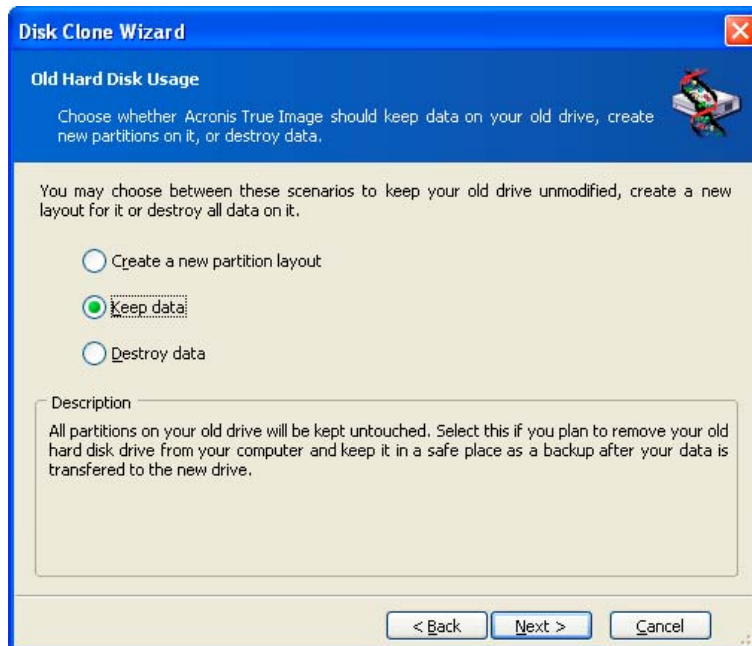 Disk Clone Wizard
Old Hard Disk Usage
Choose whether Acronis True Image should keep data on your old drive, create
new partitions on it, or destroy data.
You may choose between these scenarios to keep your old drive unmodified, create a new
layout for it or destroy all data on it.
Create a new partition layout
Keep data
Destroy data
Description
All partitions on your old drive will be kept untouched. Select this if you plan to remove your old
hard disk drive from your computer and keep it in a safe place as a backup after your data is
transfered to the new drive.
< Back
Next >
Cancel